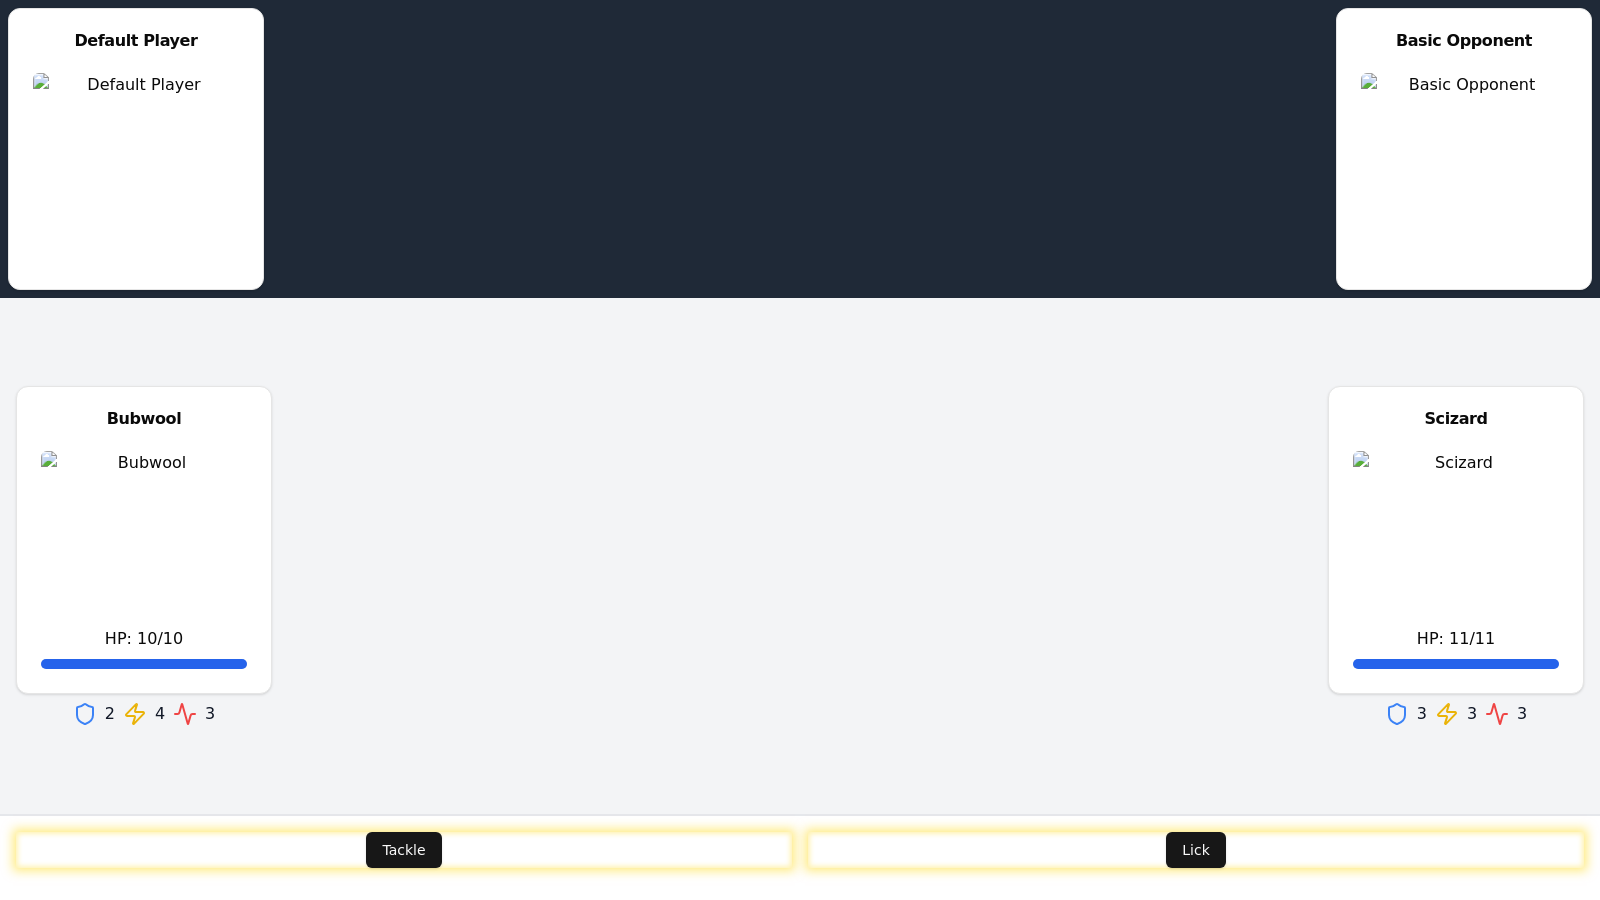 Default Player
Default Player
Basic Opponent
Basic Opponent
Bubwool
Bubwool
HP: 10/10
2 4 3
Scizard
Scizard
HP: 11/11
3 3 3
Tackle
Lick